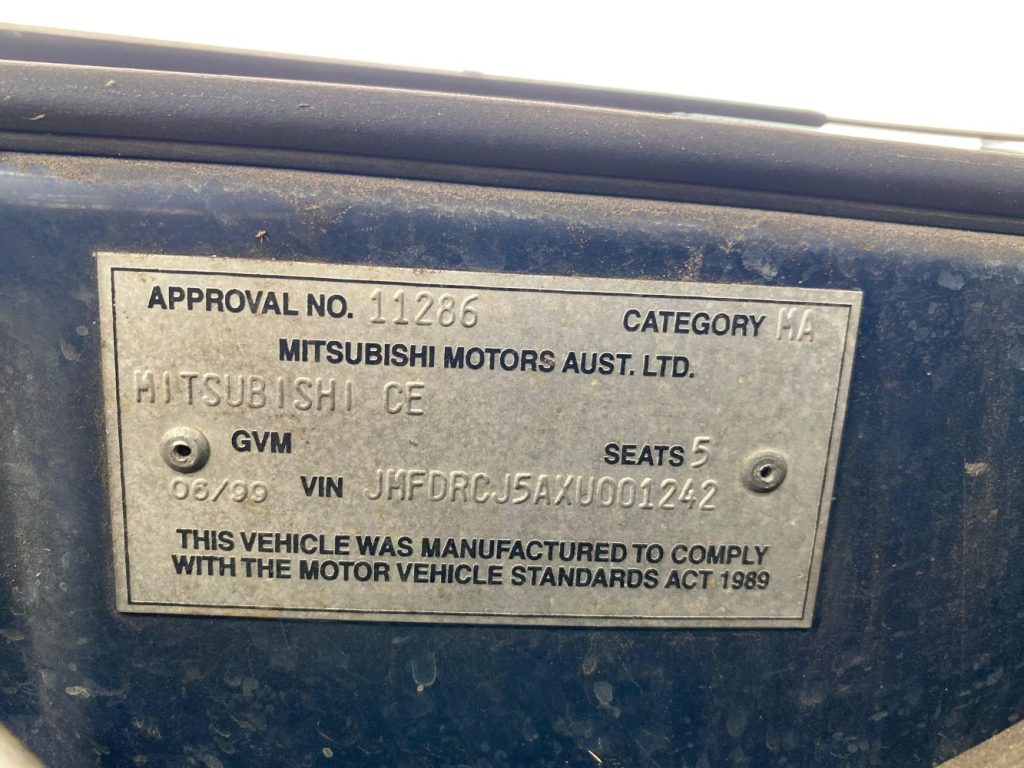 APPROVAL NO. 11286 CATEGORY MA
MITSUBISHI MOTORS AUST. LTD.
MITSUBISHI CE
GVM SEATS 5
06/99 VIN JMFDRCJ5AXU001242
THIS VEHICLE WAS MANUFACTURED TO COMPLY
WITH THE MOTOR VEHICLE STANDARDS ACT 1989